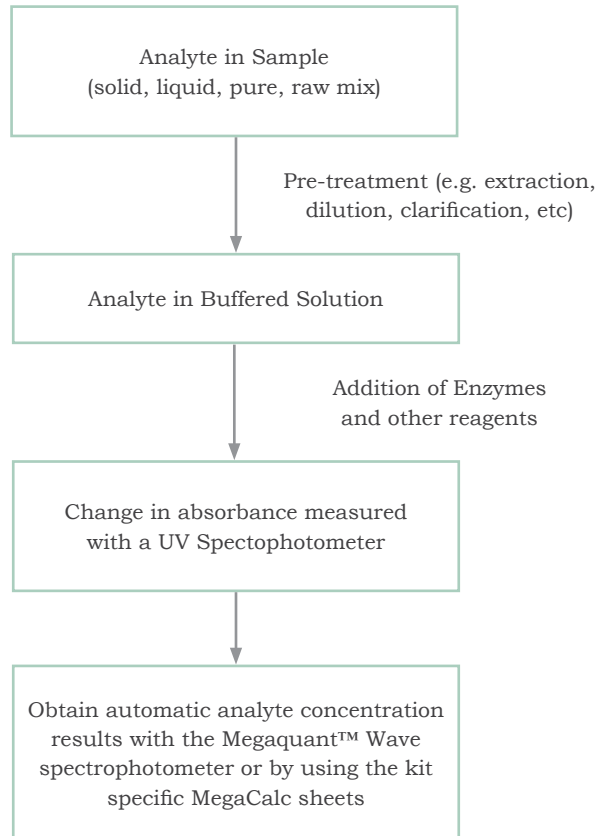 Analyte in Sample
(solid, liquid, pure, raw mix)
Pre-treatment (e.g. extraction,
dilution, clarification, etc)
Analyte in Buffered Solution
Addition of Enzymes
and other reagents
Change in absorbance measured
with a UV Spectophotometer
Obtain automatic analyte concentration
results with the Megaquant™ Wave
spectrophotometer or by using the kit
specific MegaCalc sheets